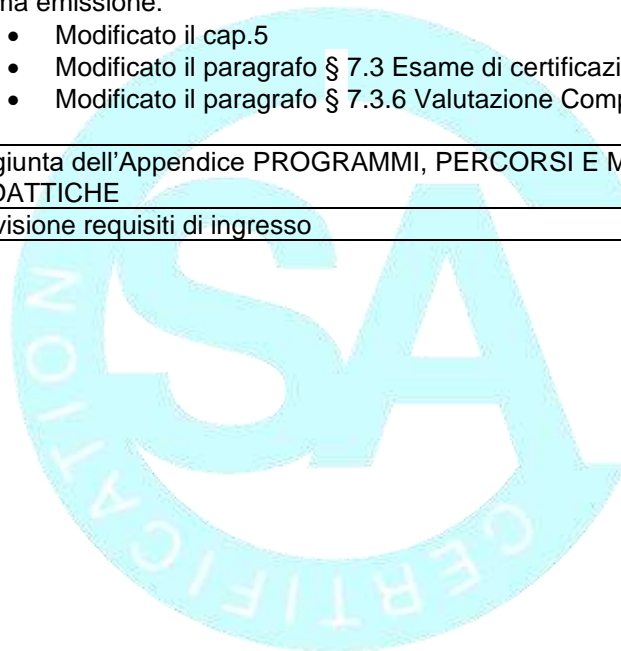 ma emissione.
• Modificato il cap.5
• Modificato il paragrafo § 7.3 Esame di certificazi
• Modificato il paragrafo § 7.3.6 Valutazione Comp
giunta dell'Appendice PROGRAMMI, PERCORSI E M
DATTICHE
visione requisiti di ingresso
SA
CERTIFICATION